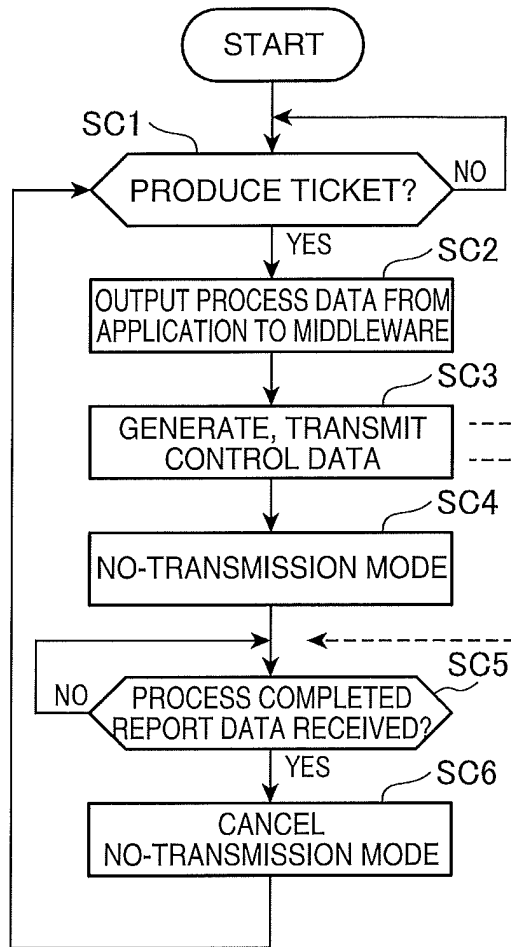 START
SC1
PRODUCE TICKET?
NO
YES
SC2
OUTPUT PROCESS DATA FROM
APPLICATION TO MIDDLEWARE
SC3
GENERATE, TRANSMIT
CONTROL DATA
SC4
NO-TRANSMISSION MODE
SC5
NO
PROCESS COMPLETED
REPORT DATA RECEIVED?
YES
SC6
CANCEL
NO-TRANSMISSION MODE